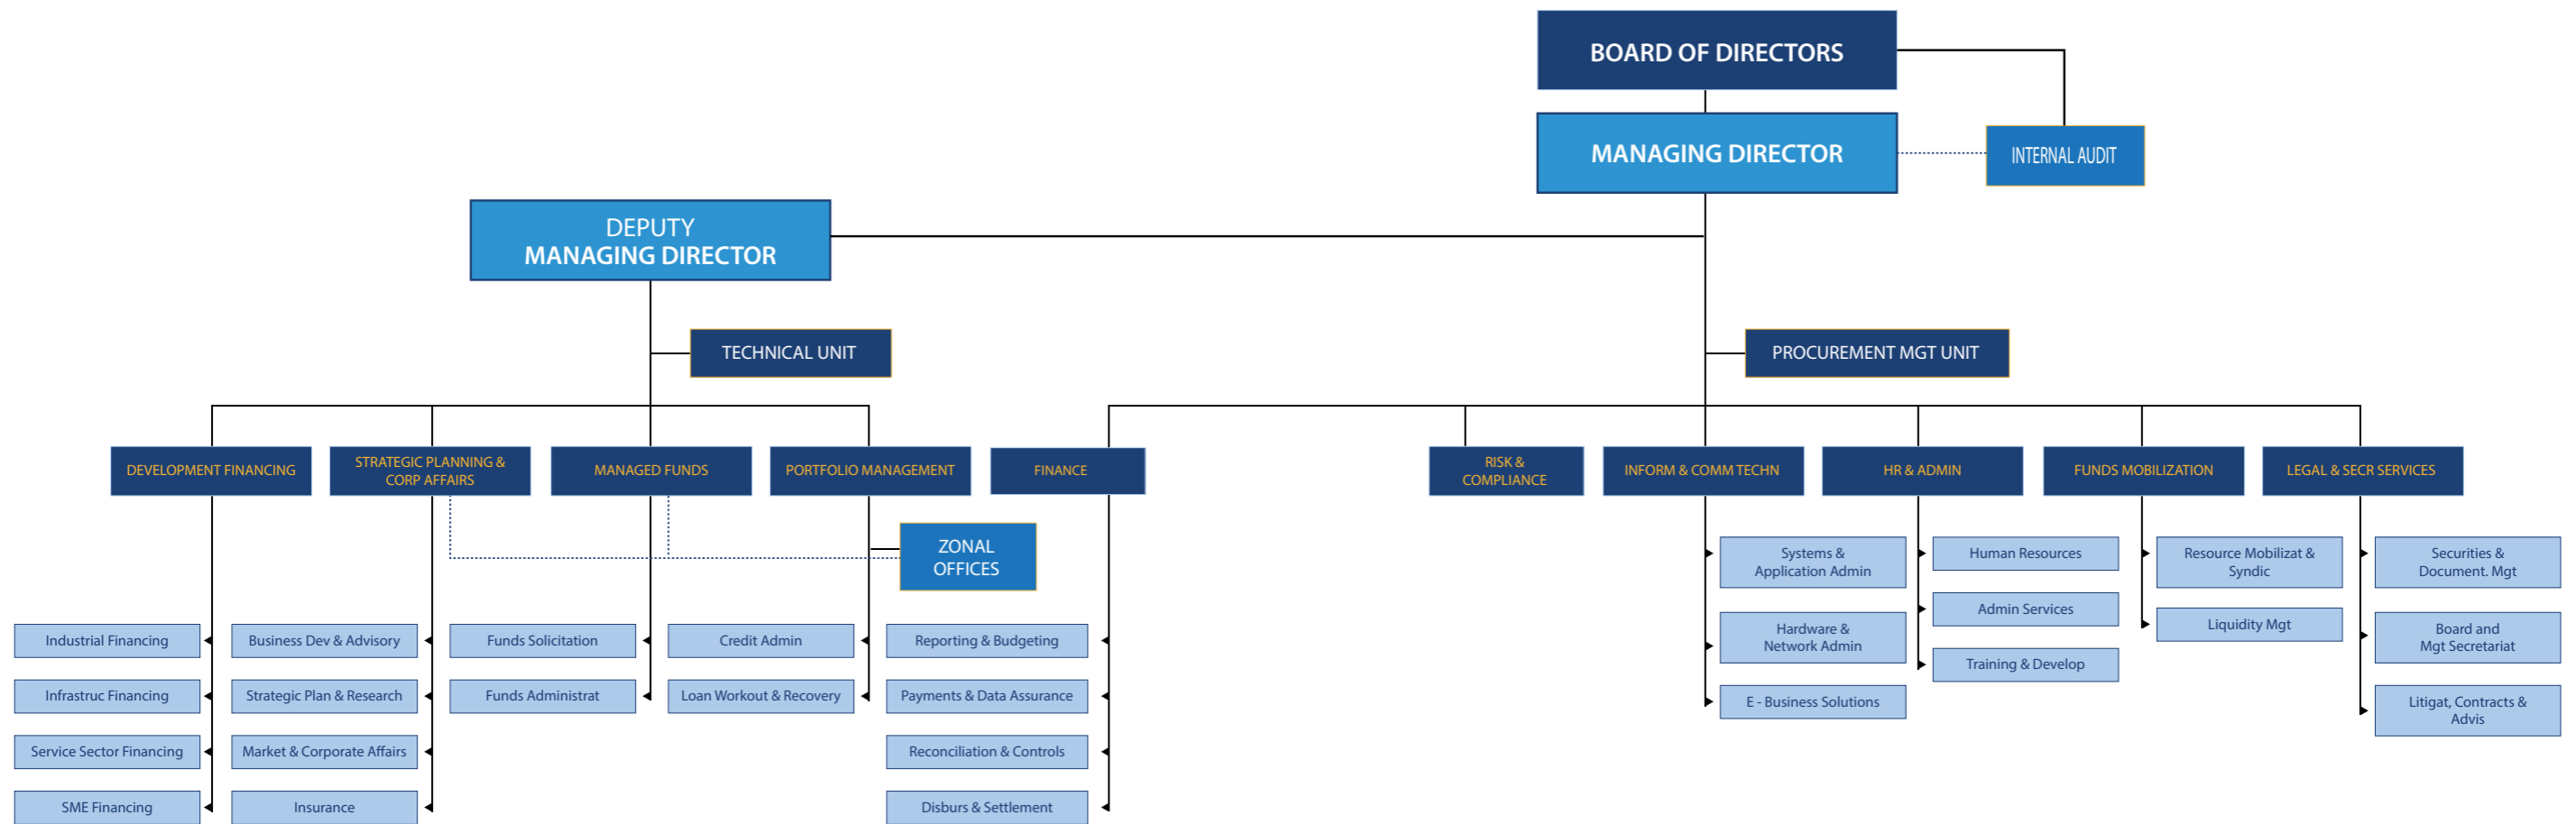 BOARD OF DIRECTORS
MANAGING DIRECTOR
INTERNAL AUDIT
DEPUTY
MANAGING DIRECTOR
TECHNICAL UNIT
PROCUREMENT MGT UNIT
DEVELOPMENT FINANCING
STRATEGIC PLANNING &
CORP AFFAIRS
MANAGED FUNDS
PORTFOLIO MANAGEMENT
FINANCE
RISK &
COMPLIANCE
INFORM & COMM TECHN
HR & ADMIN
FUNDS MOBILIZATION
LEGAL & SECR SERVICES
ZONAL
OFFICES
Industrial Financing
Infrastruc Financing
Service Sector Financing
SME Financing
Business Dev & Advisory
Strategic Plan & Research
Market & Corporate Affairs
Insurance
Funds Solicitation
Funds Administrat
Credit Admin
Loan Workout & Recovery
Reporting & Budgeting
Payments & Data Assurance
Reconciliation & Controls
Disburs & Settlement
Systems &
Application Admin
Hardware &
Network Admin
E - Business Solutions
Human Resources
Admin Services
Training & Develop
Resource Mobilizat &
Syndic
Liquidity Mgt
Securities &
Document. Mgt
Board and
Mgt Secretariat
Litigat, Contracts &
Advis